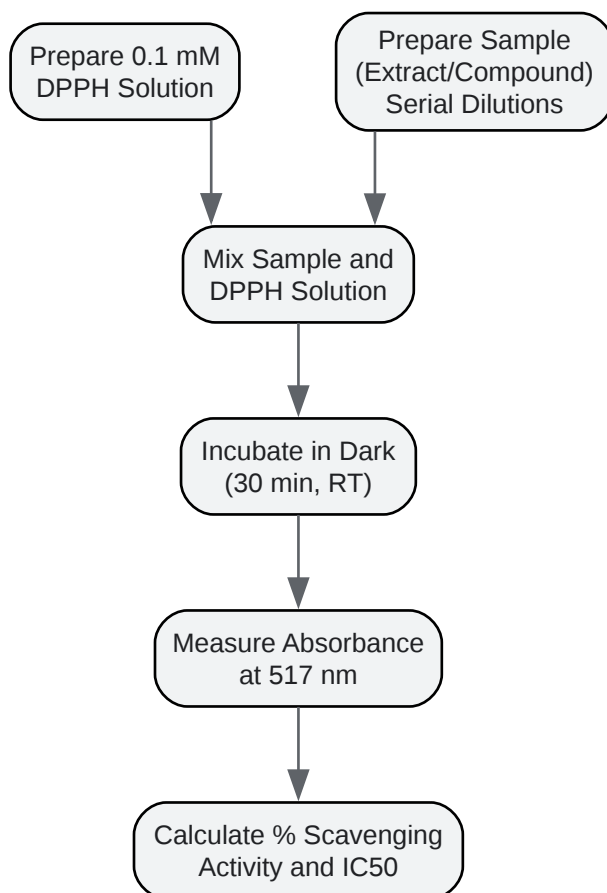 Prepare 0.1 mM
DPPH Solution
Prepare Sample
(Extract/Compound)
Serial Dilutions
Mix Sample and
DPPH Solution
Incubate in Dark
(30 min, RT)
Measure Absorbance
at 517 nm
Calculate % Scavenging
Activity and IC50